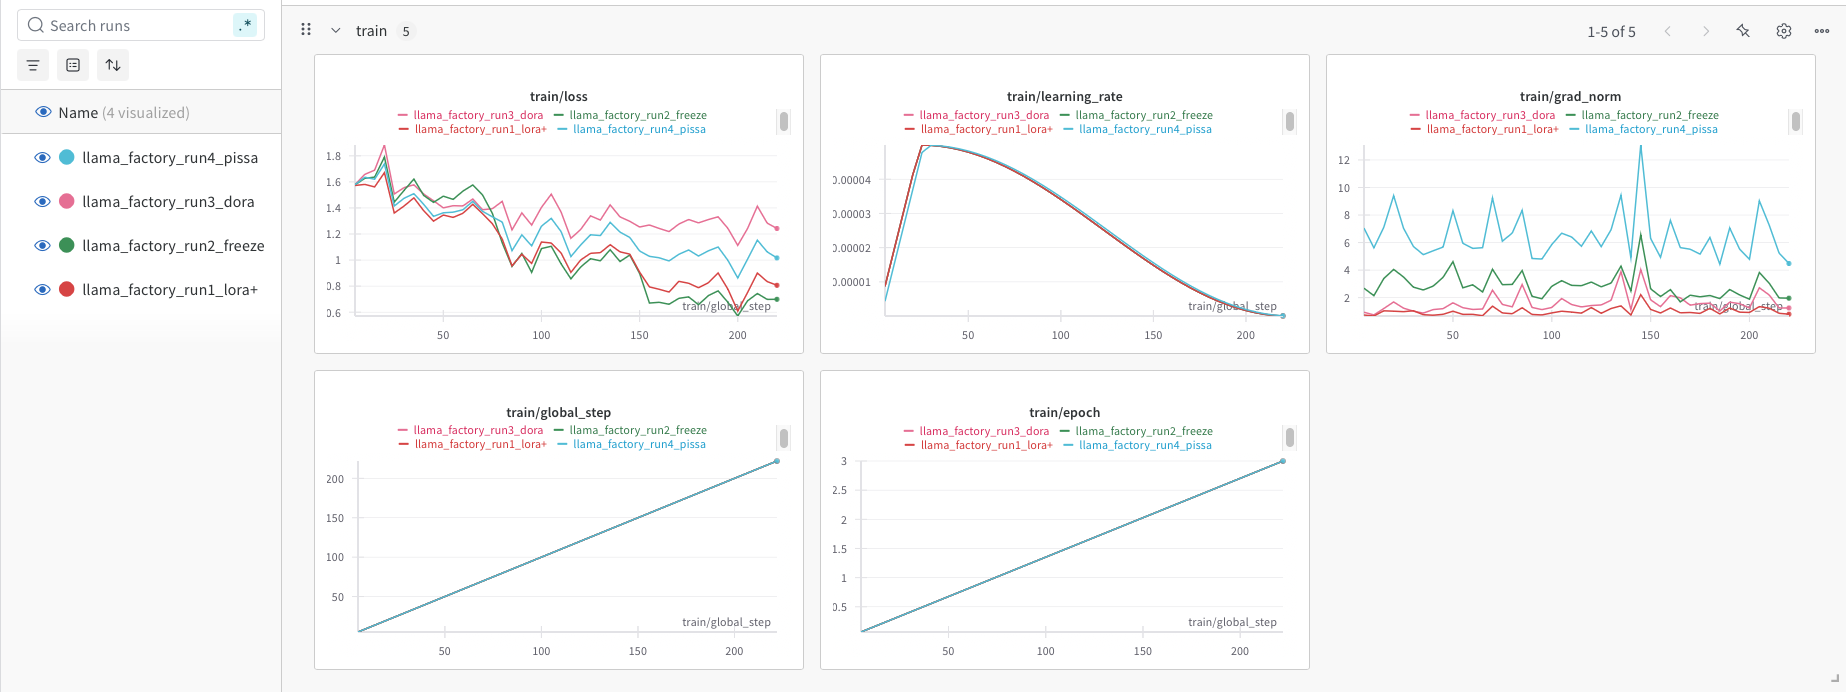 Search runs
.*
Name (4 visualized)
llama_factory_run4_pissa
llama_factory_run3_dora
llama_factory_run2_freeze
llama_factory_run1_lora+
train 5
1-5 of 5
train/loss
llama_factory_run3_dora llama_factory_run2_freeze
llama_factory_run1_lora+ llama_factory_run4_pissa
1.8
1.6
1.4
1.2
1
0.8
0.6
train/global_step
50 100 150 200
train/learning_rate
llama_factory_run3_dora llama_factory_run2_freeze
llama_factory_run1_lora+ llama_factory_run4_pissa
0.00004
0.00003
0.00002
0.00001
train/global_step
50 100 150 200
train/grad_norm
llama_factory_run3_dora llama_factory_run2_freeze
llama_factory_run1_lora+ llama_factory_run4_pissa
12
10
8
6
4
2
train/global_step
50 100 150 200
train/global_step
llama_factory_run3_dora llama_factory_run2_freeze
llama_factory_run1_lora+ llama_factory_run4_pissa
200
150
100
50
train/global_step
50 100 150 200
train/epoch
llama_factory_run3_dora llama_factory_run2_freeze
llama_factory_run1_lora+ llama_factory_run4_pissa
3
2.5
2
1.5
1
0.5
train/global_step
50 100 150 200